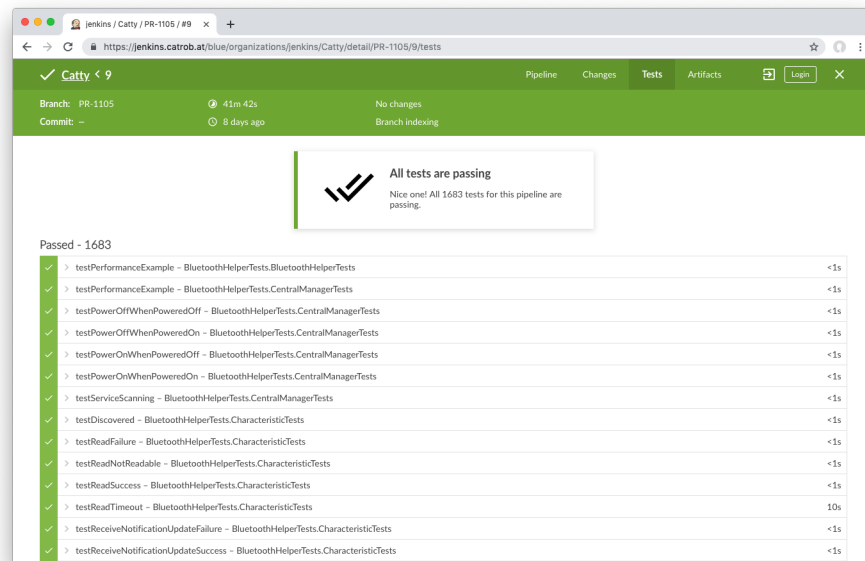 jenkins / Catty / PR-1105 / #9
https://jenkins.catrob.at/blue/organizations/jenkins/Catty/detail/PR-1105/9/tests
Catty < 9 Pipeline Changes Tests Artifacts Login
Branch: PR-1105 41m 42s No changes
Commit: – 8 days ago Branch indexing
All tests are passing
Nice one! All 1683 tests for this pipeline are
passing.
Passed - 1683
testPerformanceExample – BluetoothHelperTests.BluetoothHelperTests <1s
testPerformanceExample – BluetoothHelperTests.CentralManagerTests <1s
testPowerOffWhenPoweredOff – BluetoothHelperTests.CentralManagerTests <1s
testPowerOffWhenPoweredOn – BluetoothHelperTests.CentralManagerTests <1s
testPowerOnWhenPoweredOff – BluetoothHelperTests.CentralManagerTests <1s
testPowerOnWhenPoweredOn – BluetoothHelperTests.CentralManagerTests <1s
testServiceScanning – BluetoothHelperTests.CentralManagerTests <1s
testDiscovered – BluetoothHelperTests.CharacteristicTests <1s
testReadFailure – BluetoothHelperTests.CharacteristicTests <1s
testReadNotReadable – BluetoothHelperTests.CharacteristicTests <1s
testReadSuccess – BluetoothHelperTests.CharacteristicTests <1s
testReadTimeout – BluetoothHelperTests.CharacteristicTests 10s
testReceiveNotificationUpdateFailure – BluetoothHelperTests.CharacteristicTests <1s
testReceiveNotificationUpdateSuccess – BluetoothHelperTests.CharacteristicTests <1s